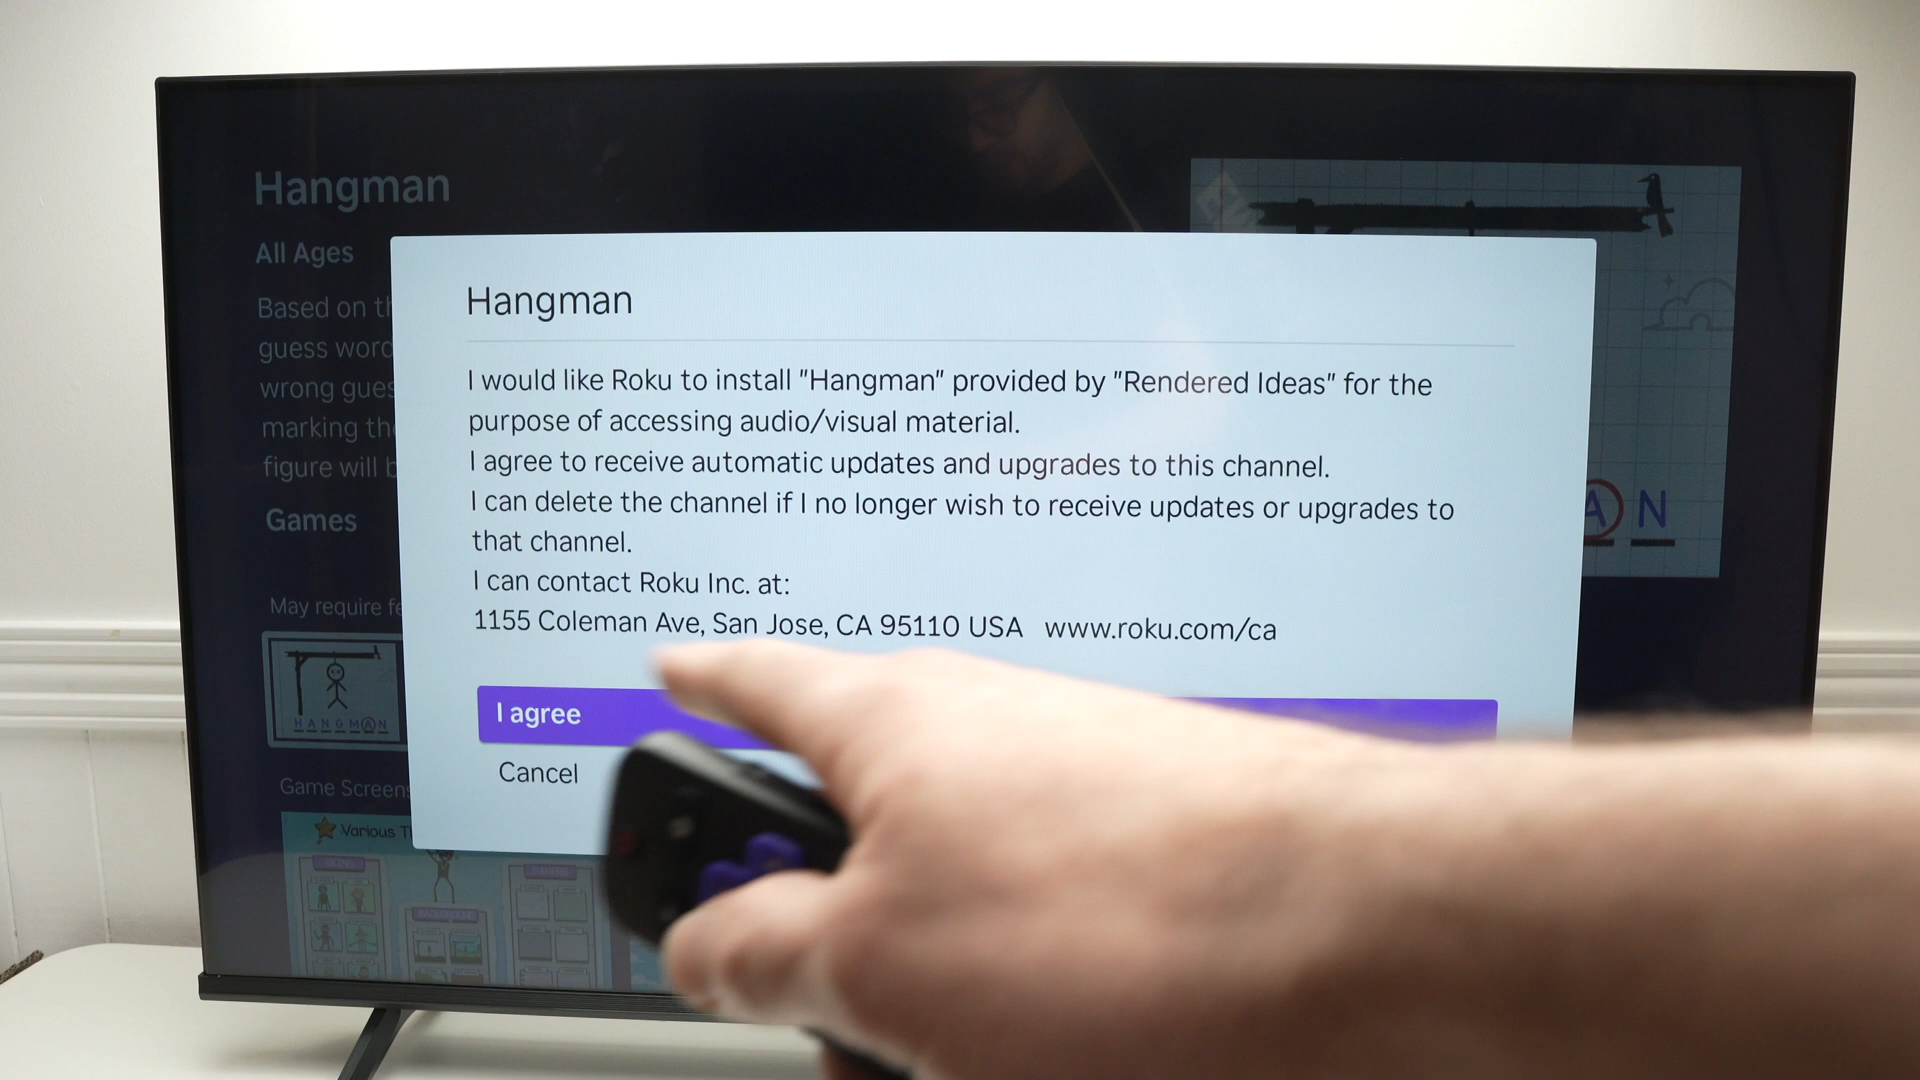 Hangman
All Ages
Based on
guess
wrong
marking
figure will
Games
May require
HANGMAN
Game
Various
Hangman
I would like Roku to install "Hangman" provided by "Rendered Ideas" for the
purpose of accessing audio/visual material.
I agree to receive automatic updates and upgrades to this channel.
I can delete the channel if I no longer wish to receive updates or upgrades to
that channel.
I can contact Roku Inc. at:
1155 Coleman Ave, San Jose, CA 95110 USA www.roku.com/ca
I agree
Cancel
A N
BACKGROUND